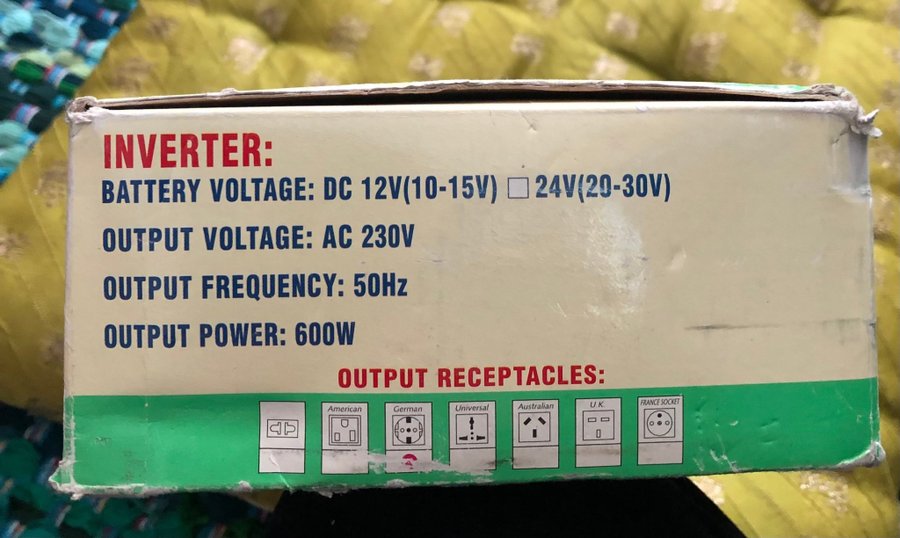 INVERTER:
BATTERY VOLTAGE: DC 12V(10-15V) ☐ 24V(20-30V)
OUTPUT VOLTAGE: AC 230V
OUTPUT FREQUENCY: 50Hz
OUTPUT POWER: 600W
OUTPUT RECEPTACLES:
American German Universal Australian U.K. FRANCE SOCKET